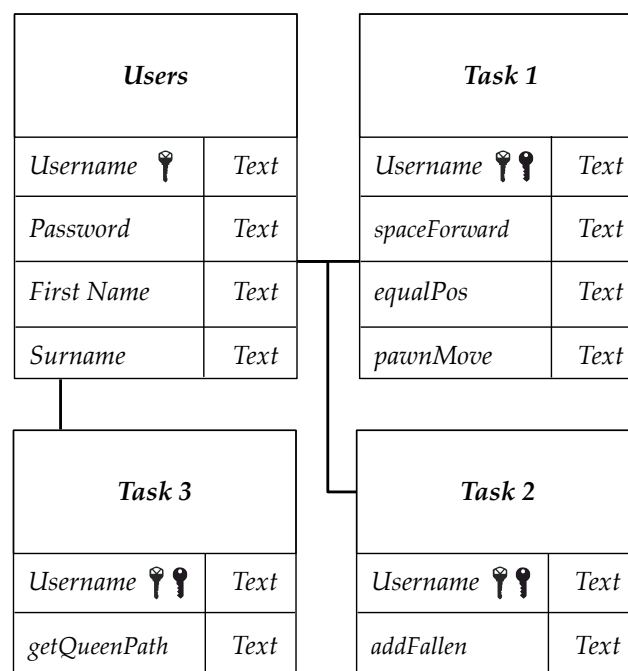 Users
Username Text
Password Text
First Name Text
Surname Text
Task 1
Username Text
spaceForward Text
equalPos Text
pawnMove Text
Task 3
Username Text
getQueenPath Text
Task 2
Username Text
addFallen Text